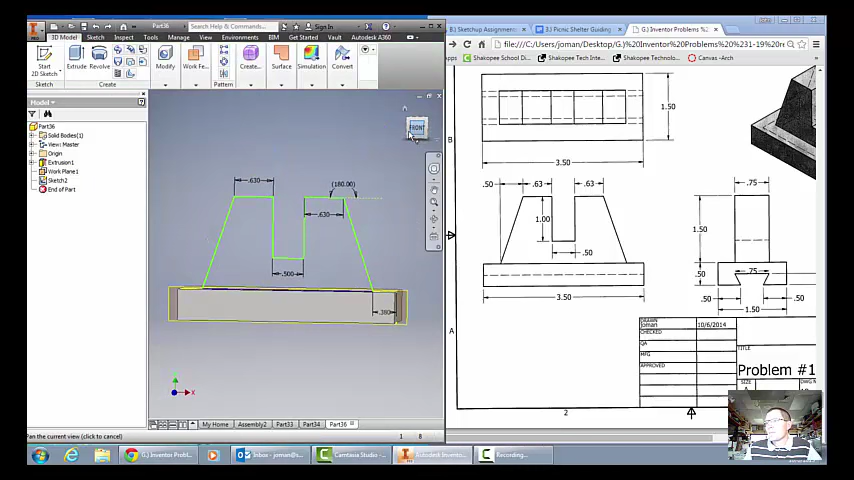 Part36
Search Help & Commands...
Sign In
3D Model
Sketch
Inspect
Tools
Manage
View
Environments
BIM
Get Started
Vault
Autodesk A360
Start
2D Sketch
Extrude
Revolve
Modify
Work Fe...
Create...
Surface
Simulation
Convert
Sketch
Create
Pattern
Model
Part36
Solid Bodies(1)
View: Master
Origin
Extrusion1
Work Plane1
Sketch2
End of Part
FRONT
.630
(180.00)
.630
.500
.380
My Home
Assembly2
Part33
Part34
Part36
Pan the current view (click to cancel)
1
8
B.) Sketchup Assignment
3.) Picnic Shelter Guiding
G.) Inventor Problems %
file:///C:/Users/joman/Desktop/G.)%20Inventor%20Problems%20%231-19%20re
Apps
Shakopee School Di
Shakopee Tech Inte
Shakopee Tech. Doc
Canvas -Arch
B
1.50
3.50
.50
.63
.63
.75
1.00
1.50
.50
.50
.75
3.50
.50
.50
1.50
A
DRAWN
joman
10/6/2014
CHECKED
QA
MFG
APPROVED
TITLE
Problem #1
SIZE
DWG N
2
G.) Inventor Probl...
Inbox - joman@s...
Camtasia Studio -...
Autodesk Invento...
Recording...